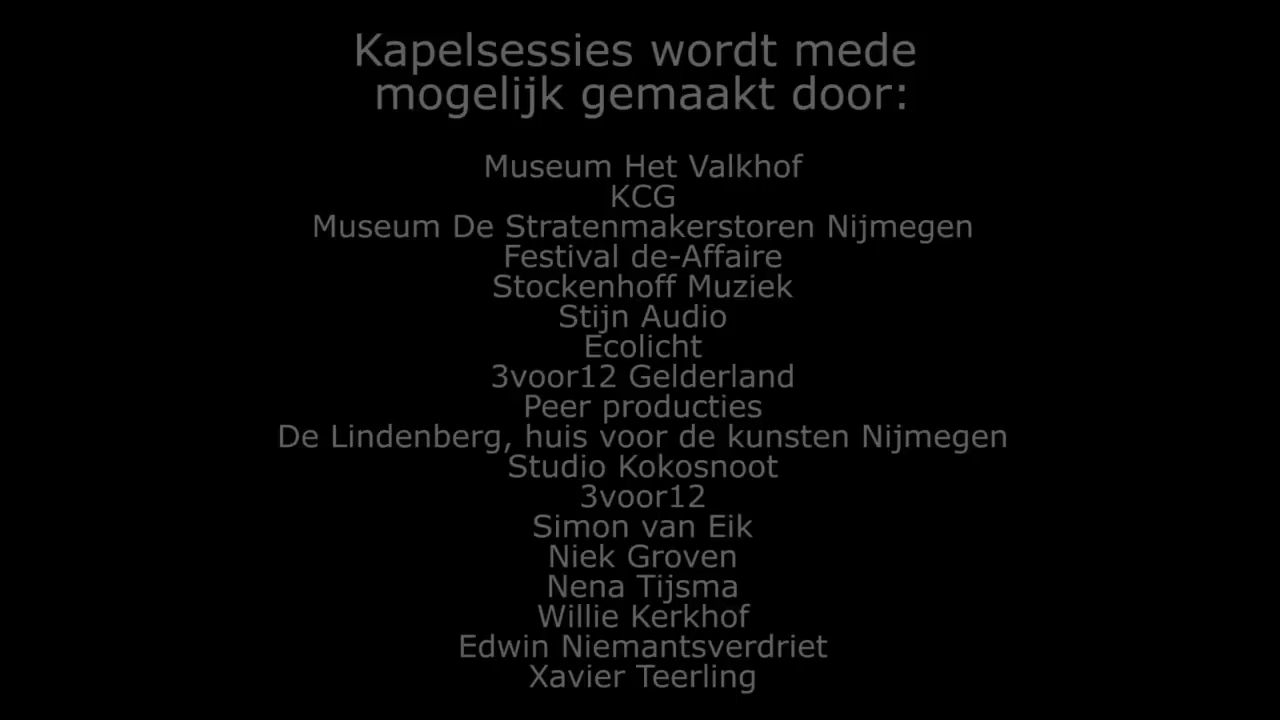 Kapelsessies wordt mede
mogelijk gemaakt door:
Museum Het Valkhof
KCG
Museum De Stratenmakerstoren Nijmegen
Festival de-Affaire
Stockenhoff Muziek
Stijn Audio
Ecolicht
3voor12 Gelderland
Peer producties
De Lindenberg, huis voor de kunsten Nijmegen
Studio Kokosnoot
3voor12
Simon van Eik
Niek Groven
Nena Tijsma
Willie Kerkhof
Edwin Niemantsverdriet
Xavier Teerling